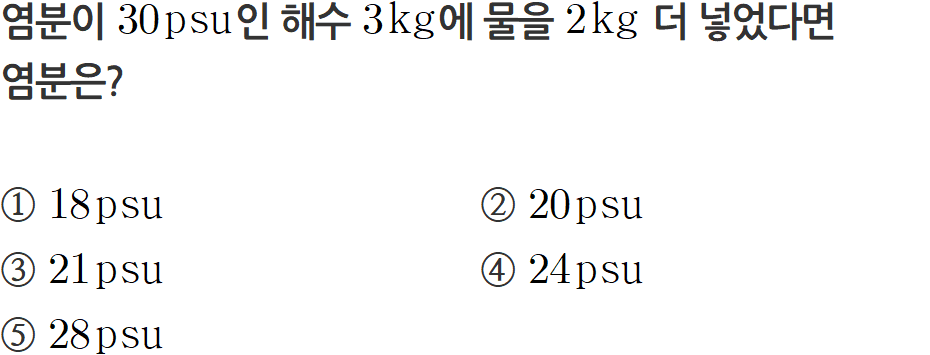 염분이 30psu인 해수 3kg에 물을 2kg 더 넣었다면
염분은?
① 18psu ② 20psu
③ 21psu ④ 24psu
⑤ 28psu